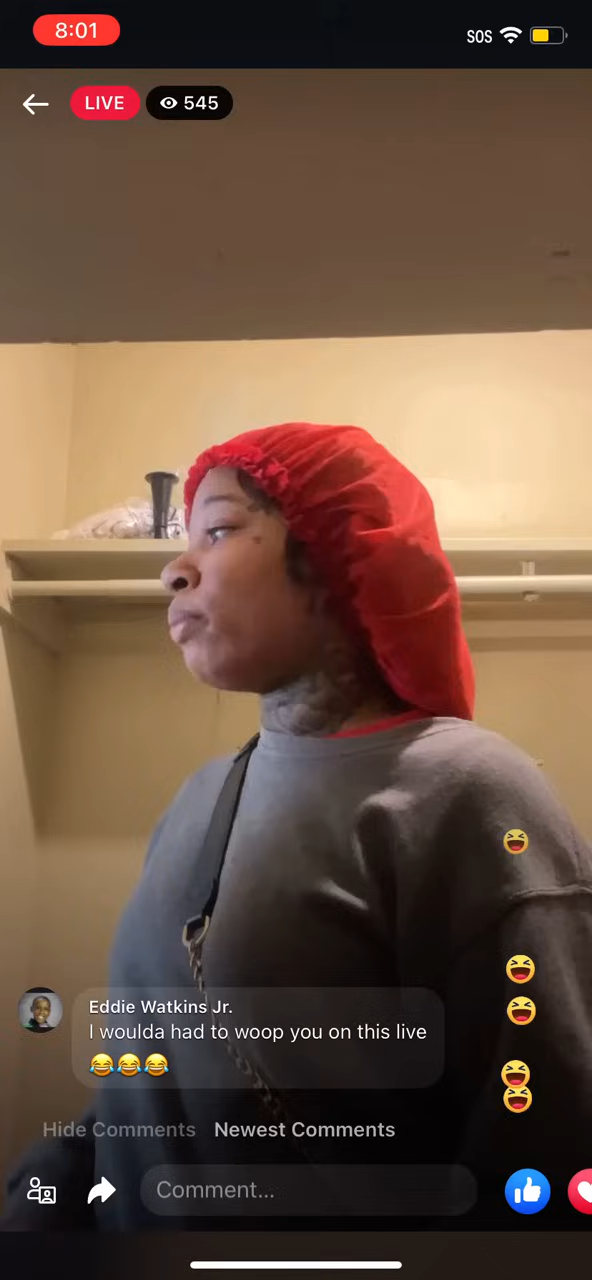 8:01
SOS
LIVE
545
Eddie Watkins Jr.
I woulda had to woop you on this live
😂😂😂
Hide Comments
Newest Comments
Comment...